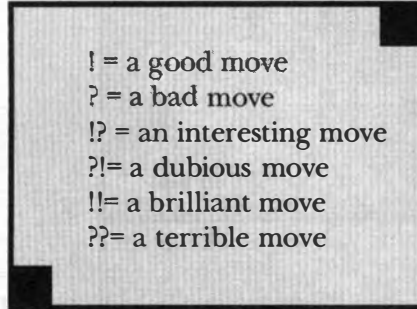 ! = a good move
? = a bad move
!? = an interesting move
?!= a dubious move
!!= a brilliant move
??= a terrible move